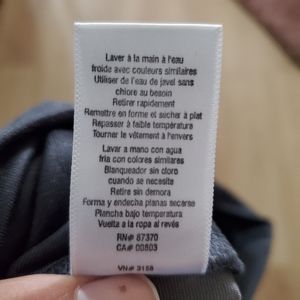 Laver à la main à l'eau
froide avec couleurs similaires
Utiliser de l'eau de javel sans
chlore au besoin
Retirer rapidement
Remettre en forme et sécher à plat
Repasser à faible température
Tourner le vêtement à l'envers
Lavar a mano con agua
fria con colores similares
Blanqueador sin cloro
cuando se necesita
Retire sin demora
Forma y endecha planas secarse
Plancha bajo temperatura
Vuelta a la ropa al revés
RN# 87370
CA# 00803
VN# 3158